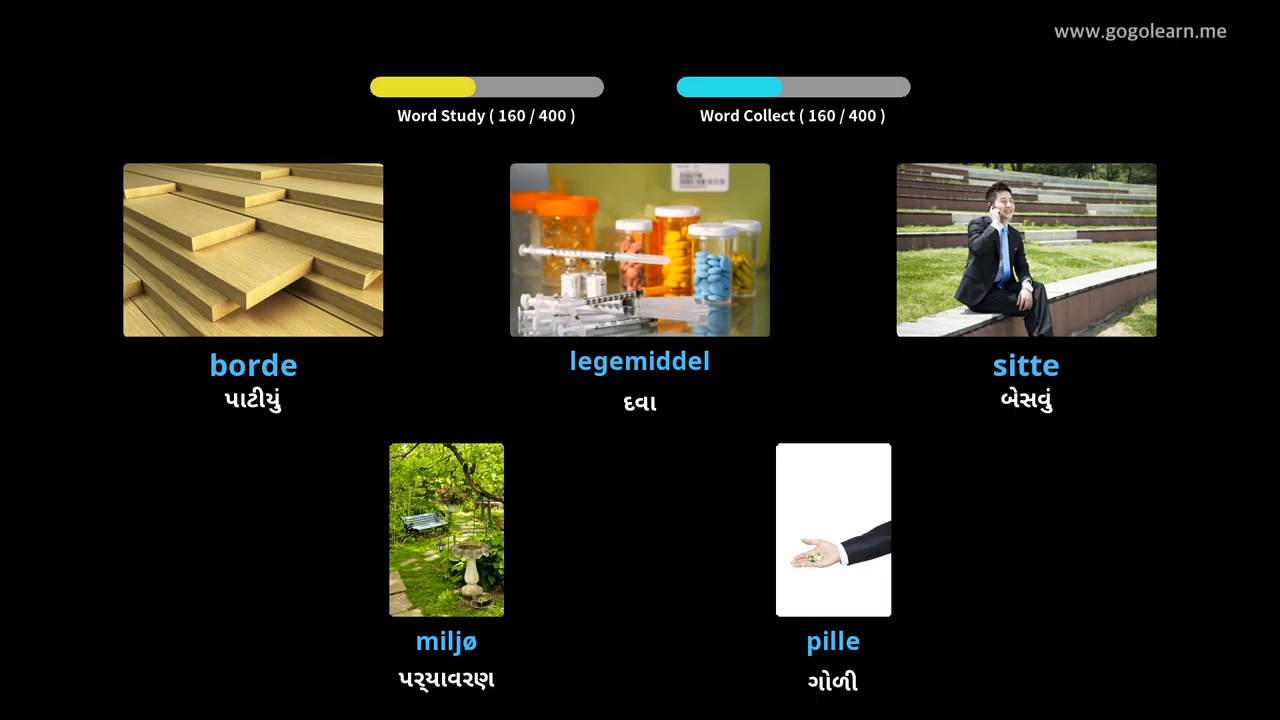 www.gogolearn.me
Word Study ( 160 / 400 )
Word Collect ( 160 / 400 )
borde
પાટીયું
legemiddel
દવા
sitte
બેસવું
miljø
પર્યાવરણ
pille
ગોળી